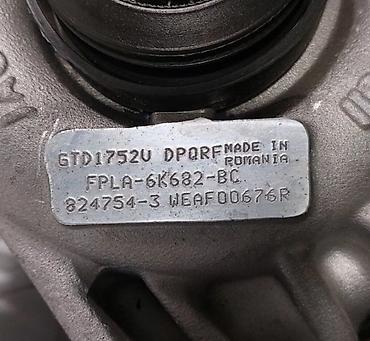 GTD1752V DPQRF MADE IN
ROMANIA
FPLA-6K682-BC
824754-3 WEAF00676R